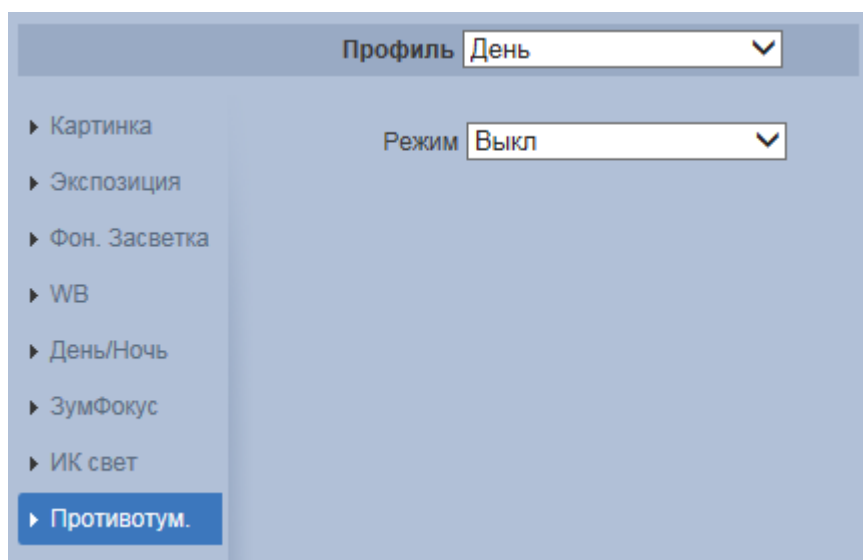 Профиль День
Режим Выкл
Картинка
Экспозиция
Фон. Засветка
WB
День/Ночь
ЗумФокус
ИК свет
Противотум.